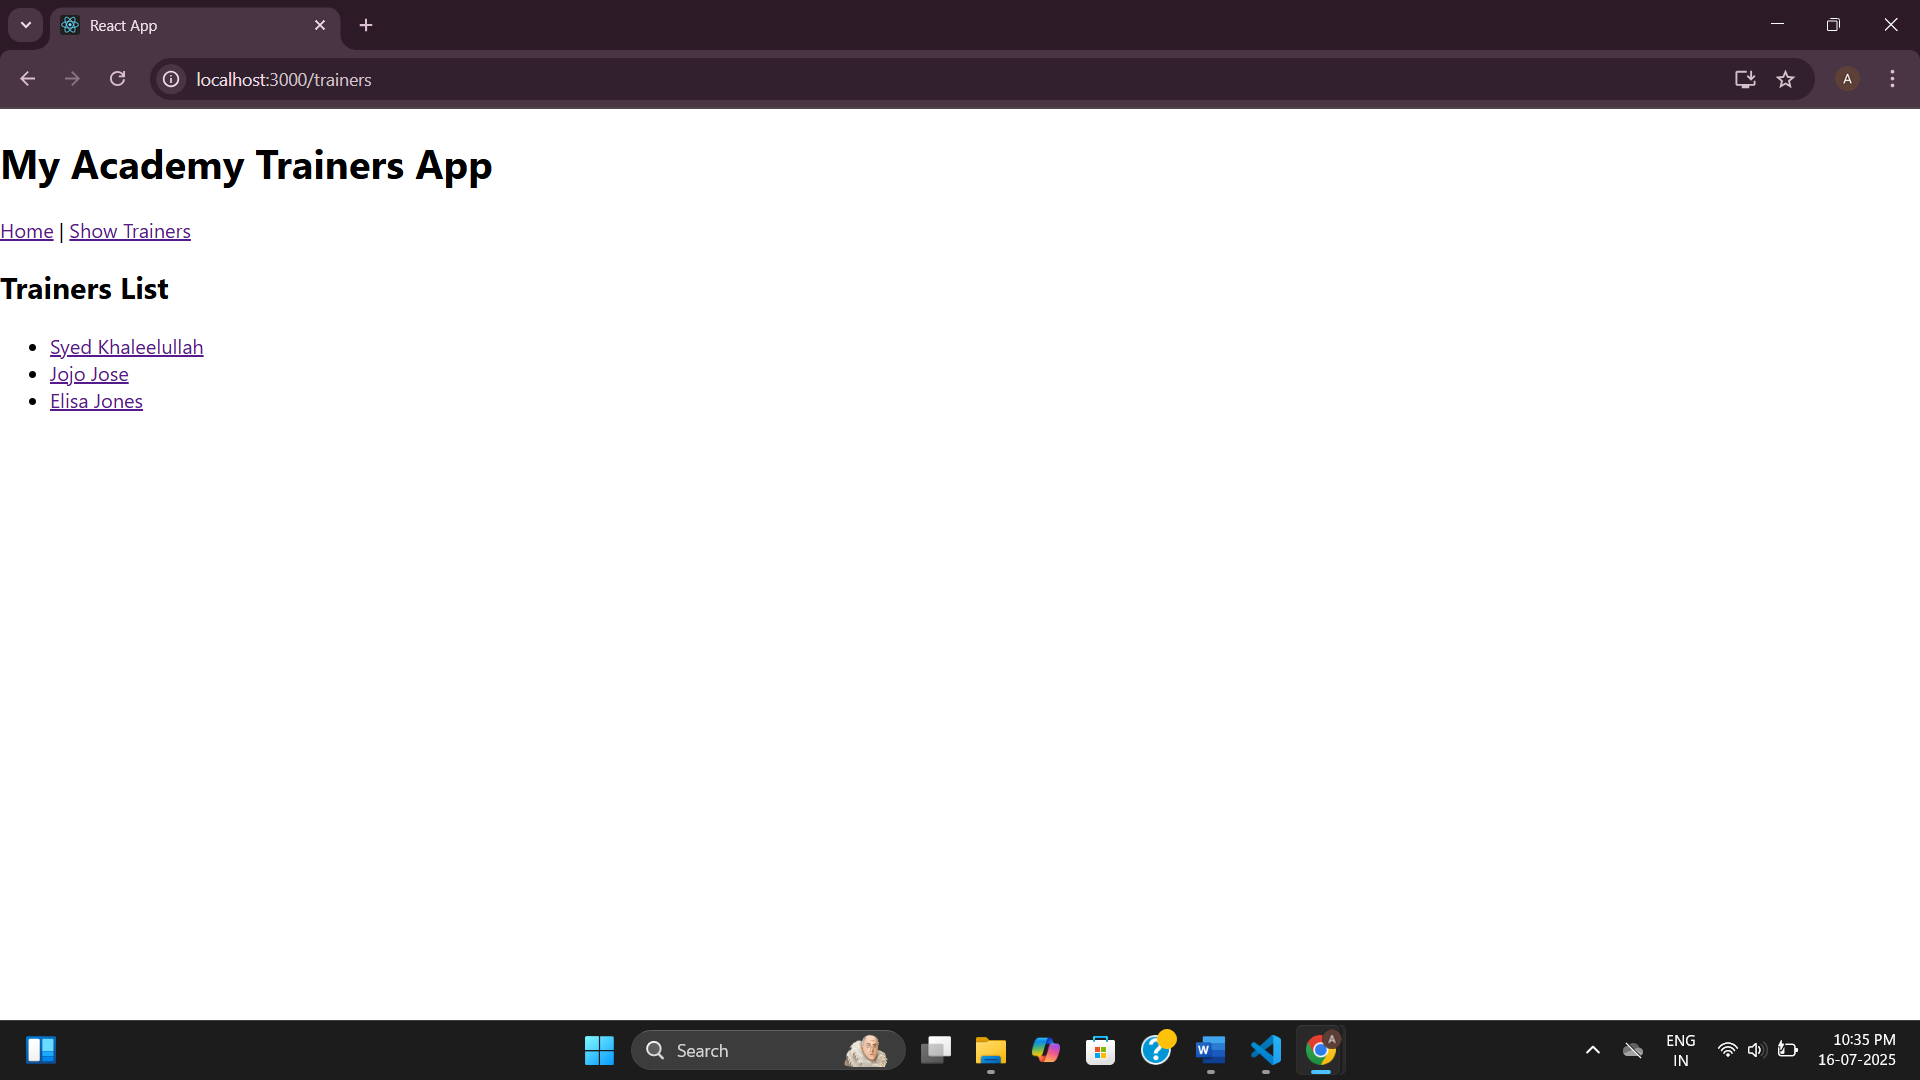 React App
localhost:3000/trainers
A
My Academy Trainers App
Home | Show Trainers
Trainers List
Syed Khaleelullah
Jojo Jose
Elisa Jones
Search
W
A
ENG
IN
10:35 PM
16-07-2025